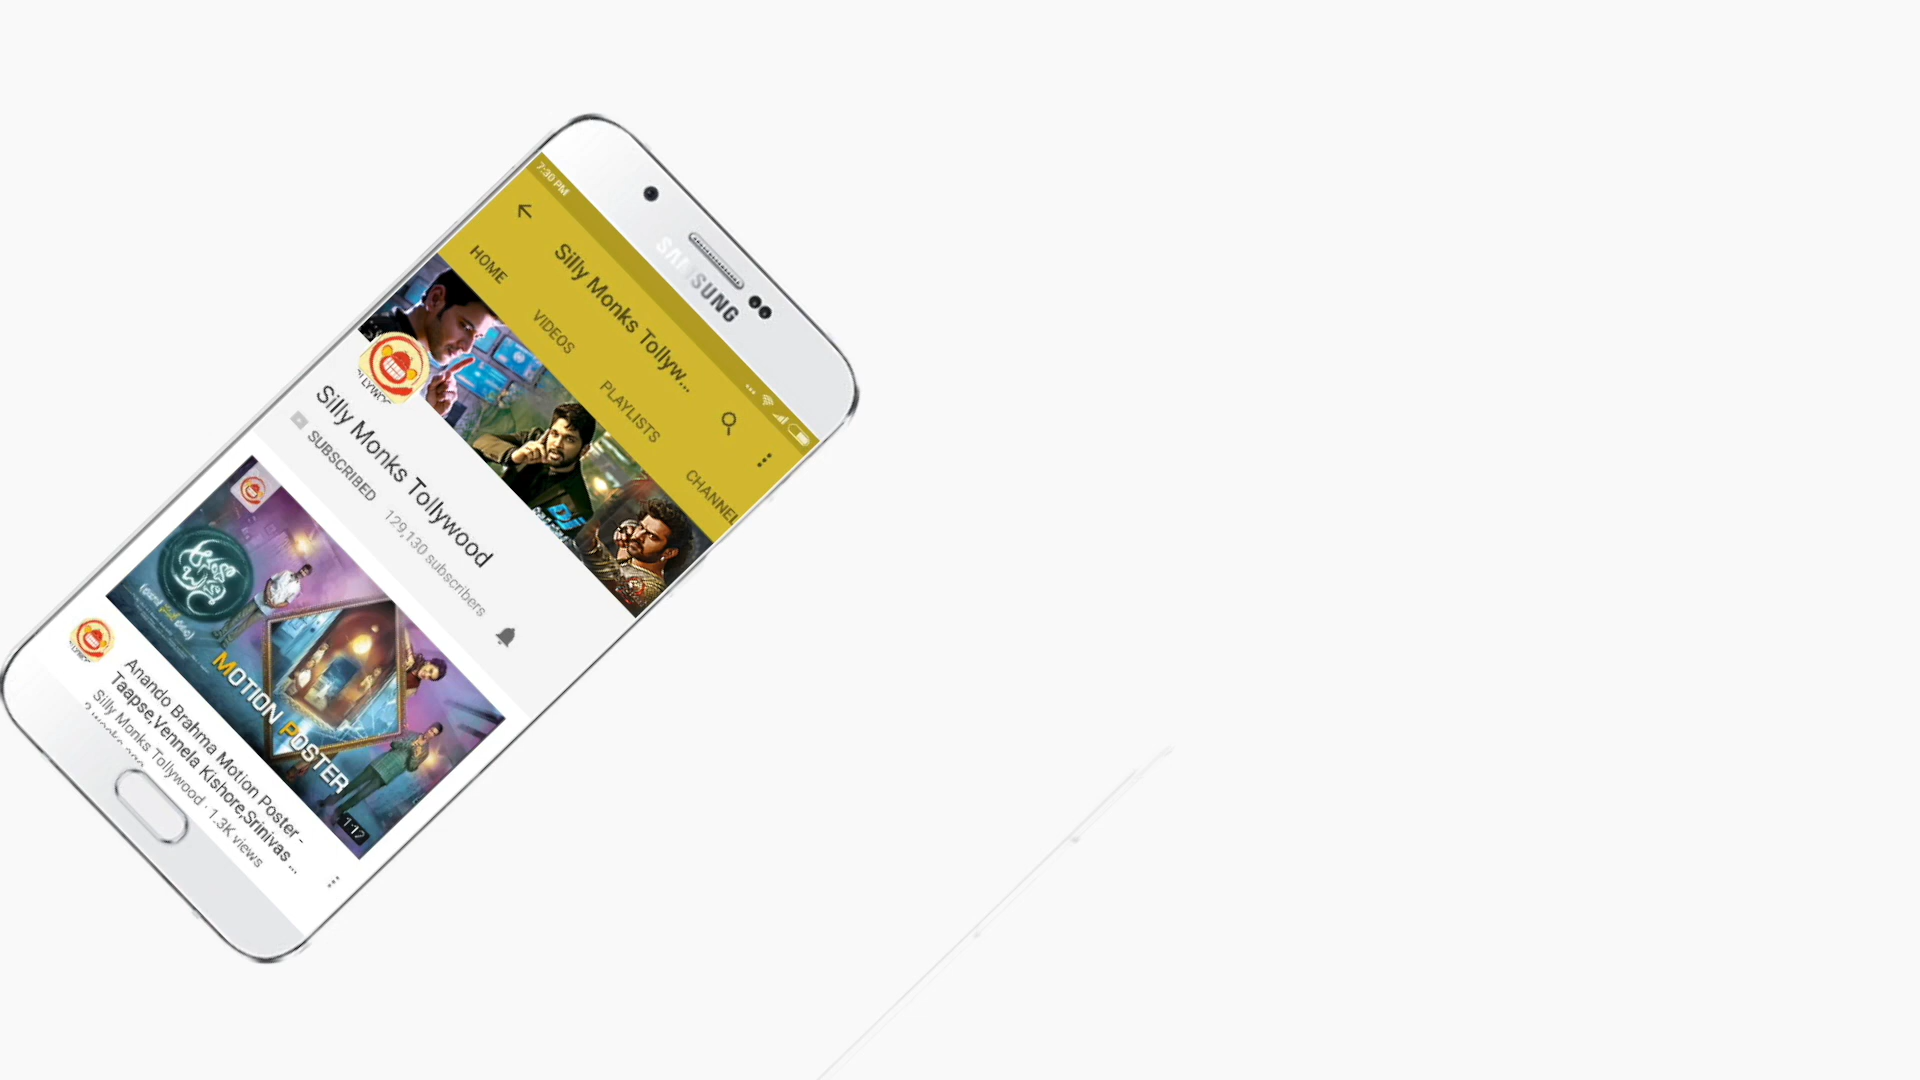 SAMSUNG
7:30 PM
Silly Monks Tollyw...
HOME
VIDEOS
PLAYLISTS
CHANNEL
DJ
Silly Monks Tollywood
SUBSCRIBED
129,130 subscribers
MOTION POSTER
1:12
Anando Brahma Motion Poster -
Taapse,Vennela Kishore,Srinivas ...
Silly Monks Tollywood · 1.3K views